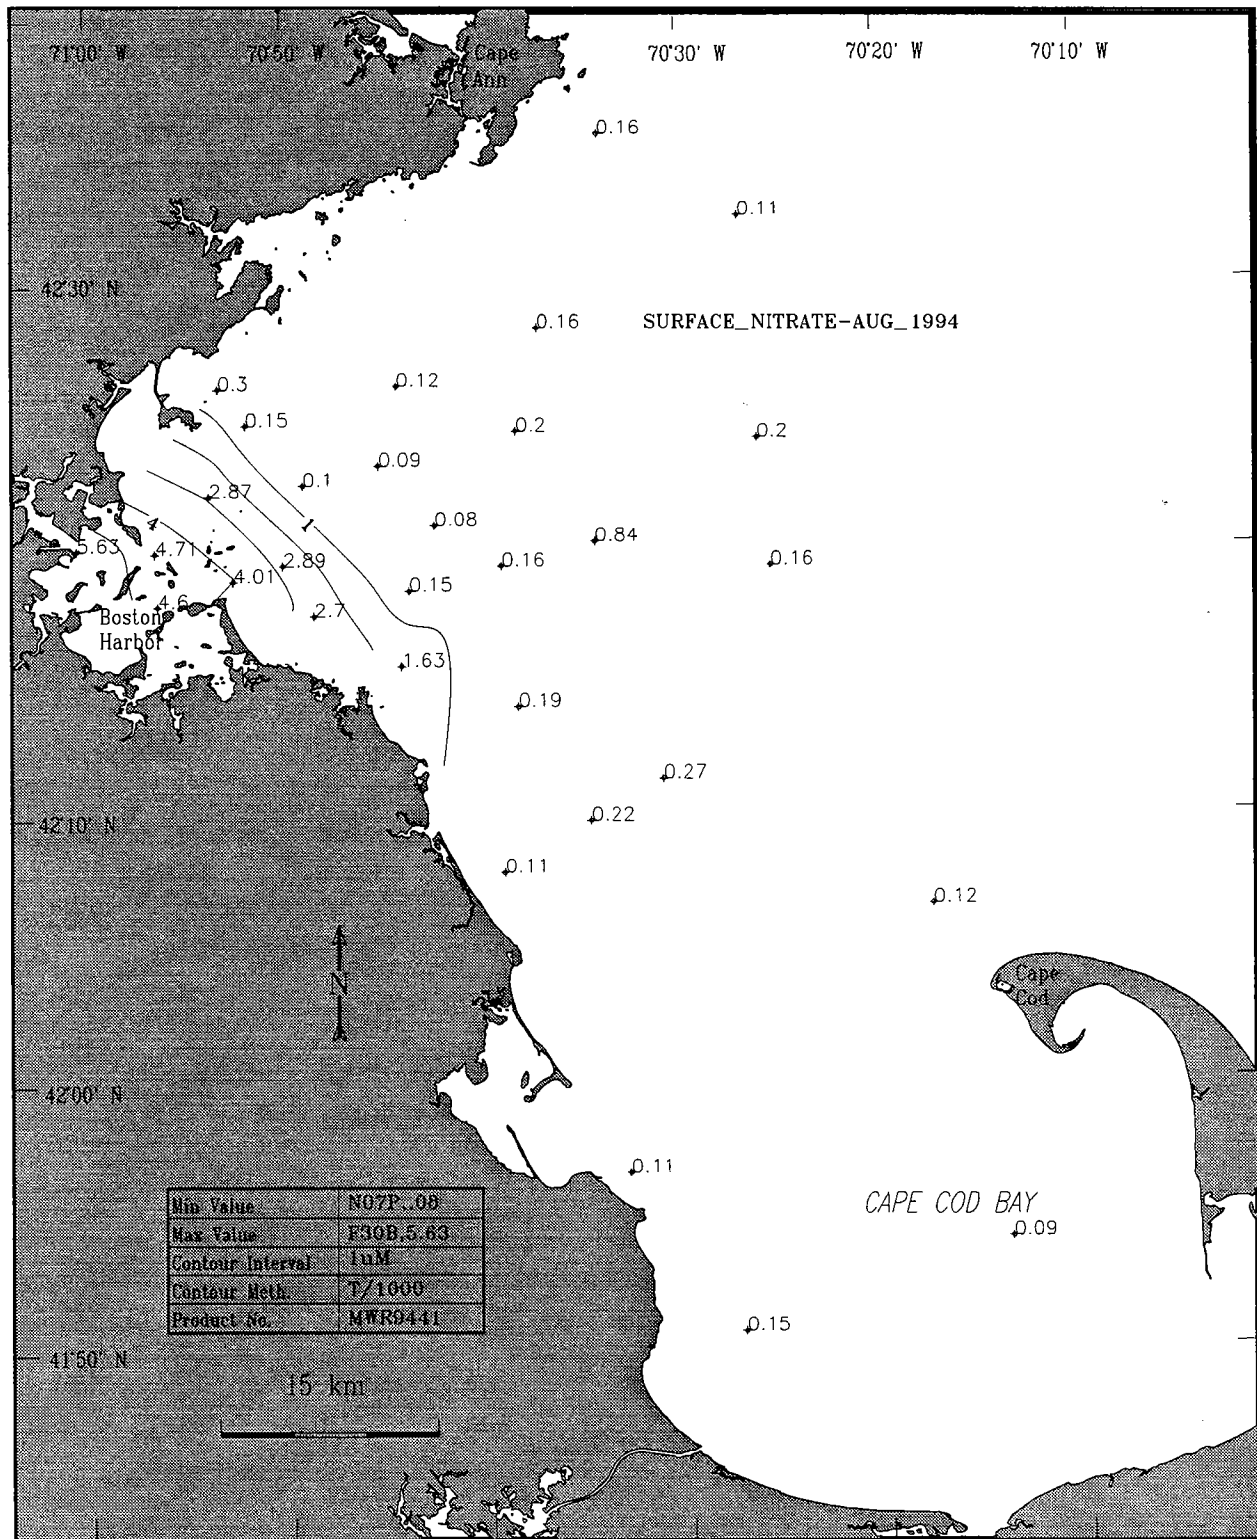 71°00' W 70°50' W 70°30' W 70°20' W 70°10' W
Cape
Ann
0.16
0.11
42°30' N
0.16
SURFACE_NITRATE-AUG_1994
0.3
0.12
0.15
0.2
0.2
0.09
0.1
2.87
0.08
4
1
0.84
5.63
4.71
2.89
0.16
0.16
4.01
0.15
4.6
2.7
Boston
Harbor
1.63
0.19
0.27
0.22
42°10' N
0.11
0.12
N
Cape
Cod
42°00' N
0.11
CAPE COD BAY
0.09
Min Value N07P,.08
Max Value F30B,5.63
Contour Interval 1uM
Contour Meth. T/1000
Product No. MWR9441
0.15
41°50' N
15 km